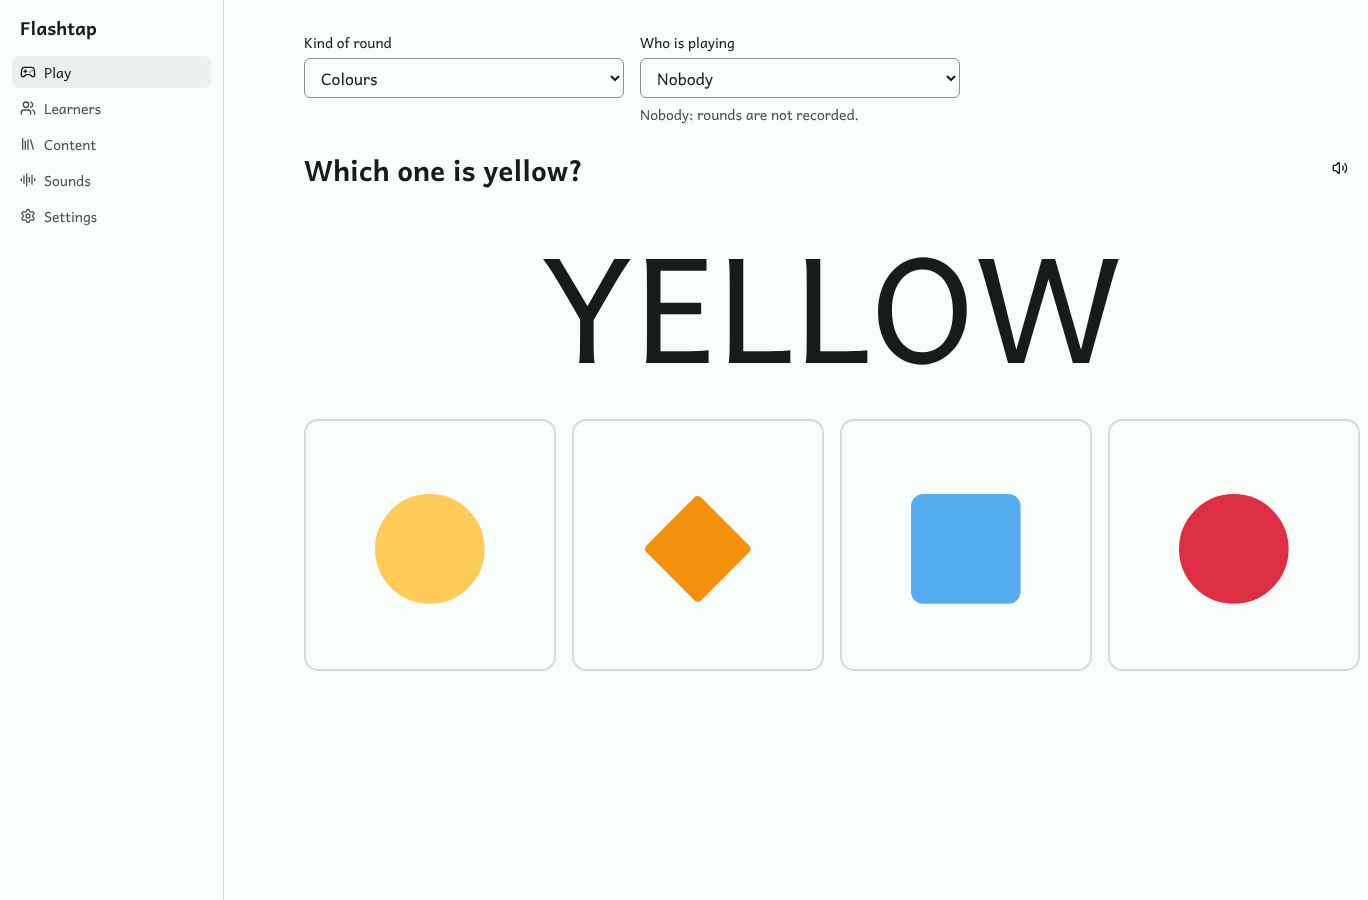 Flashtap
Play
Learners
Content
Sounds
Settings
Kind of round
Colours
Who is playing
Nobody
Nobody: rounds are not recorded.
Which one is yellow?
YELLOW